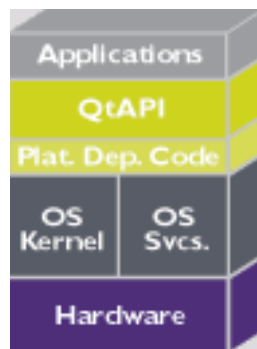 Applications
QtAPI
Plat. Dep. Code
OS
Kernel
OS
Svcs.
Hardware